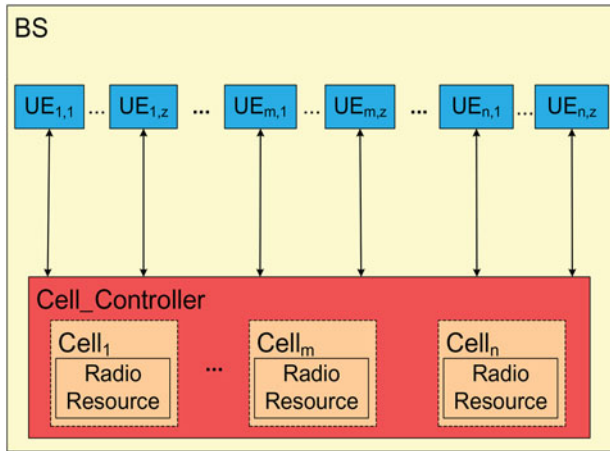 BS
UE1,1 ... UE1,z ... UEm,1 ... UEm,z ... UEn,1 ... UEn,z
Cell_Controller
Cell1 ... Cellm Celln
Radio Radio Radio
Resource Resource Resource